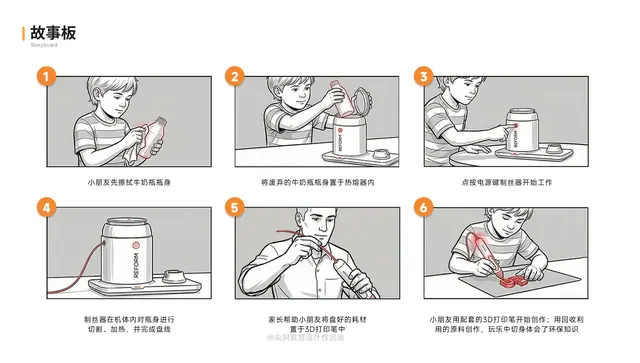 故事板
Storyboard
1
2
3
REFORM
REFORM
小朋友先擦拭牛奶瓶瓶身
将废弃的牛奶瓶瓶身置于热熔器内
点按电源键制丝器开始工作
4
5
6
REFORM
制丝器在机体内对瓶身进行
切割、加热，并完成盘线
家长帮助小朋友将盘好的耗材
置于3D打印笔中
小朋友用配套的3D打印笔开始创作；用回收利
用的原料创作，玩乐中切身体会了环保知识